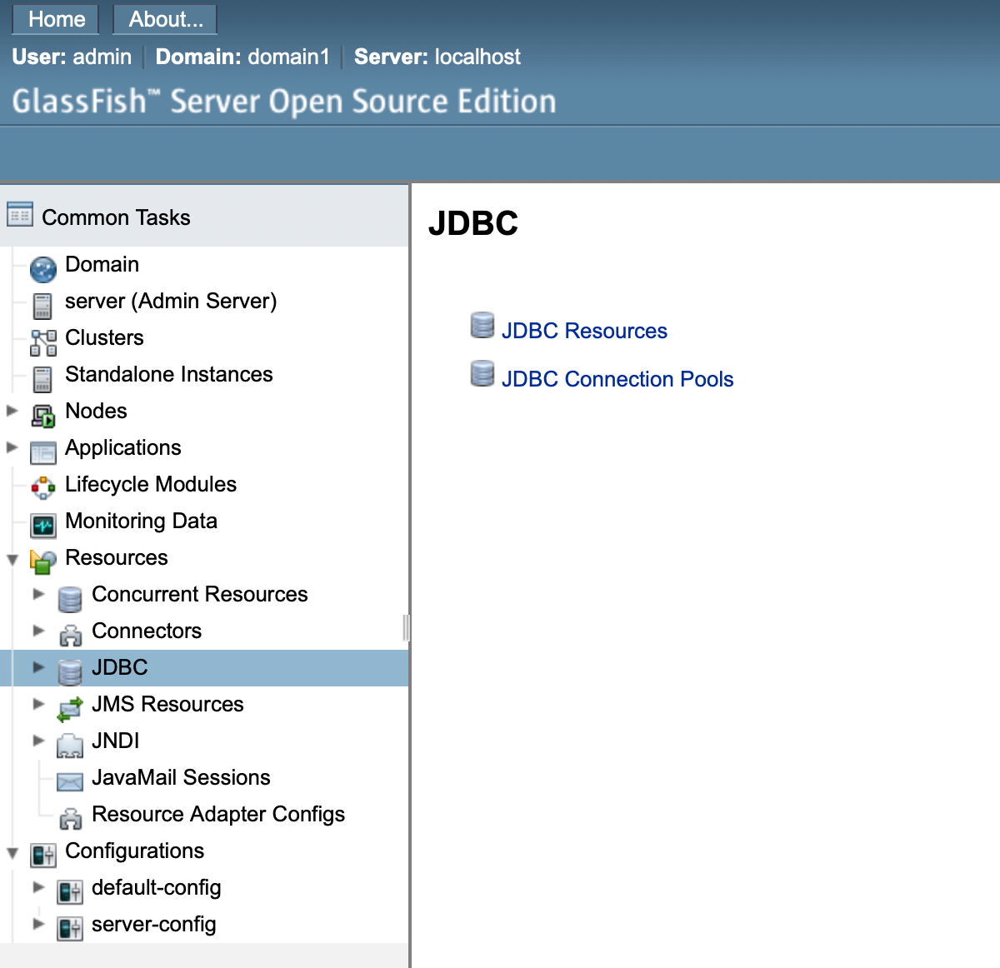 Home About...
User: admin Domain: domain1 Server: localhost
GlassFish™ Server Open Source Edition
Common Tasks
Domain
server (Admin Server)
Clusters
Standalone Instances
Nodes
Applications
Lifecycle Modules
Monitoring Data
Resources
Concurrent Resources
Connectors
JDBC
JMS Resources
JNDI
JavaMail Sessions
Resource Adapter Configs
Configurations
default-config
server-config
JDBC
JDBC Resources
JDBC Connection Pools